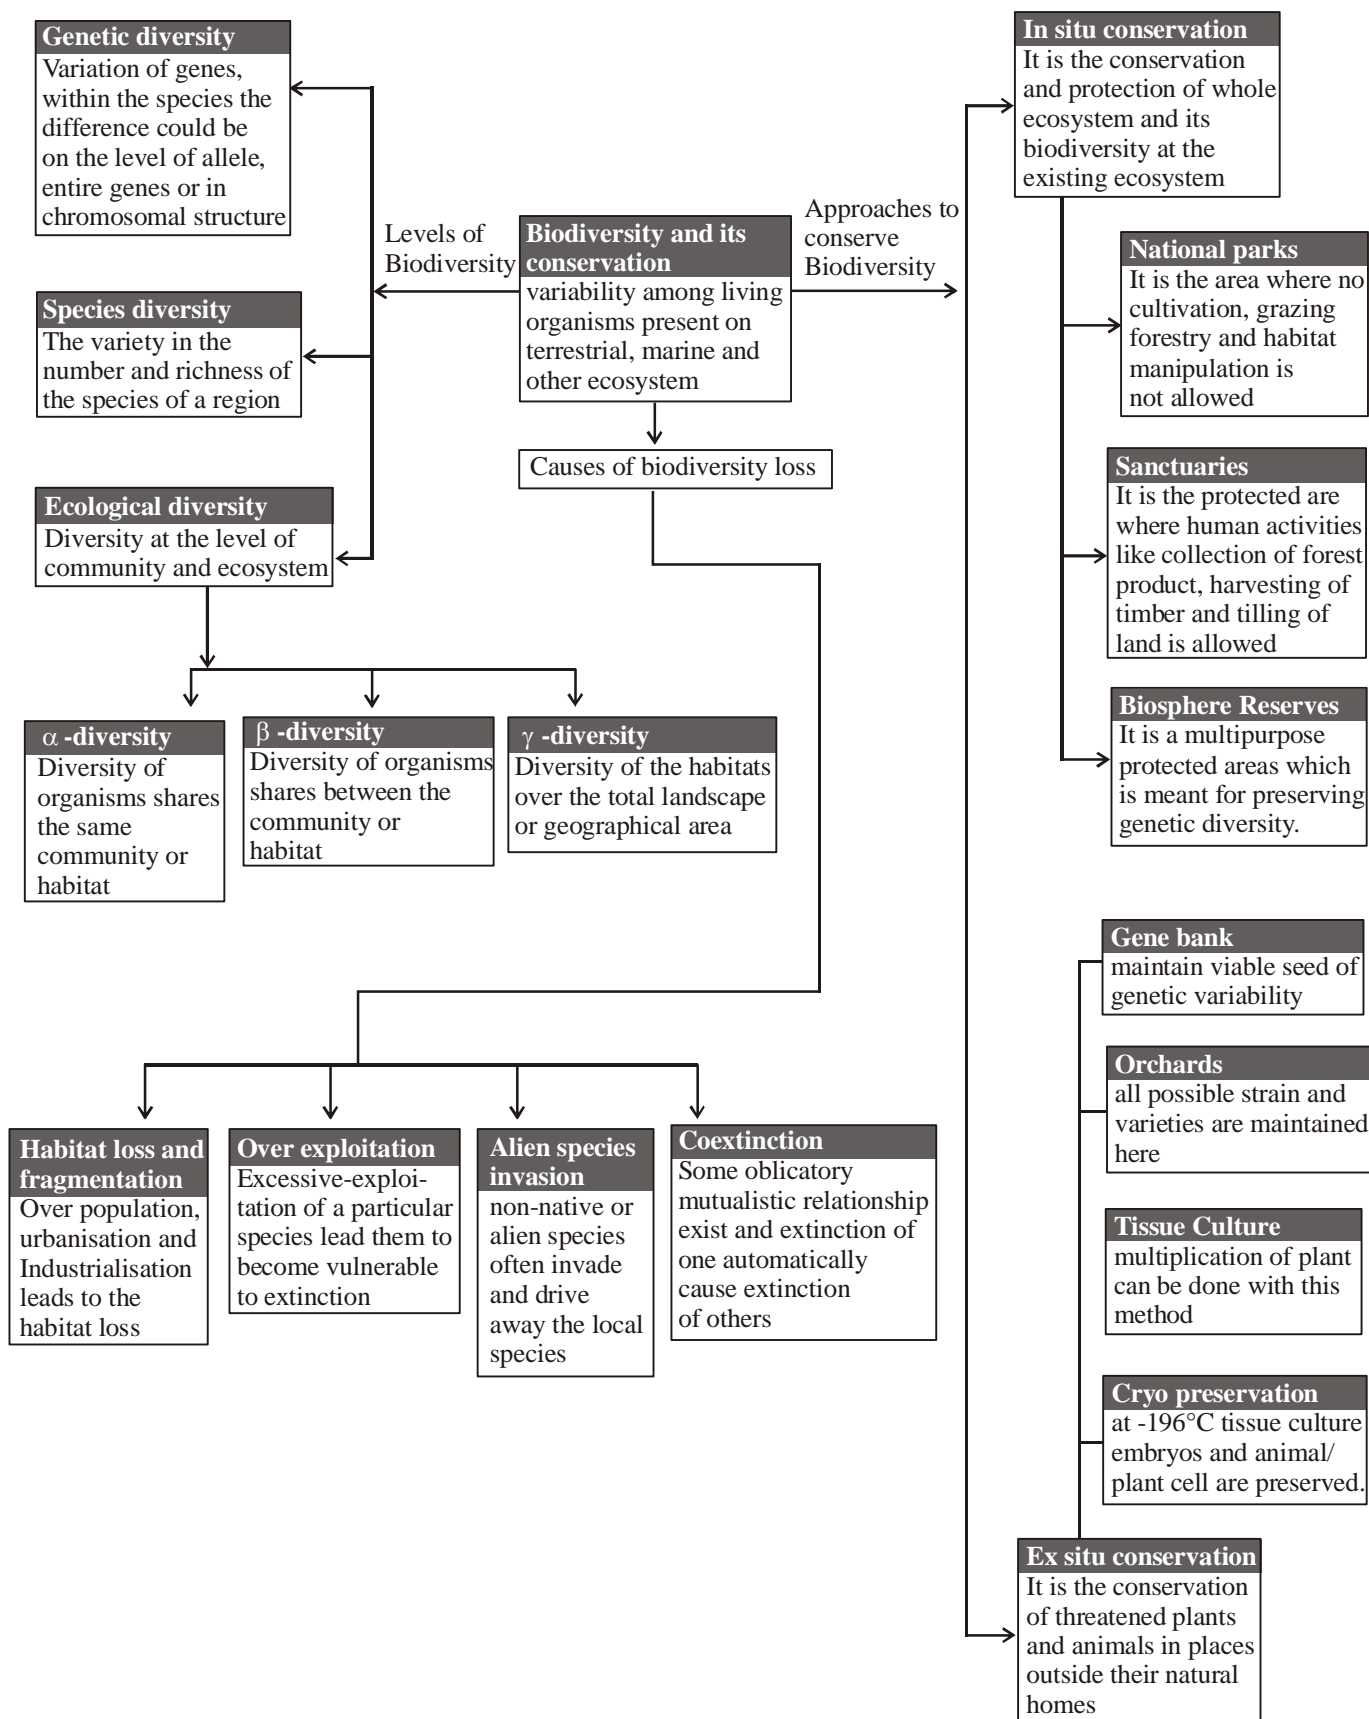 Genetic diversity
Variation of genes,
within the species the
difference could be
on the level of allele,
entire genes or in
chromosomal structure
Levels of
Biodiversity
Species diversity
The variety in the
number and richness of
the species of a region
Ecological diversity
Diversity at the level of
community and ecosystem
α -diversity
Diversity of
organisms shares
the same
community or
habitat
β -diversity
Diversity of organisms
shares between the
community or
habitat
γ -diversity
Diversity of the habitats
over the total landscape
or geographical area
Biodiversity and its
conservation
variability among living
organisms present on
terrestrial, marine and
other ecosystem
Causes of biodiversity loss
Habitat loss and
fragmentation
Over population,
urbanisation and
Industrialisation
leads to the
habitat loss
Over exploitation
Excessive-exploi-
tation of a particular
species lead them to
become vulnerable
to extinction
Alien species
invasion
non-native or
alien species
often invade
and drive
away the local
species
Coextinction
Some oblicatory
mutualistic relationship
exist and extinction of
one automatically
cause extinction
of others
Approaches to
conserve
Biodiversity
In situ conservation
It is the conservation
and protection of whole
ecosystem and its
biodiversity at the
existing ecosystem
National parks
It is the area where no
cultivation, grazing
forestry and habitat
manipulation is
not allowed
Sanctuaries
It is the protected are
where human activities
like collection of forest
product, harvesting of
timber and tilling of
land is allowed
Biosphere Reserves
It is a multipurpose
protected areas which
is meant for preserving
genetic diversity.
Gene bank
maintain viable seed of
genetic variability
Orchards
all possible strain and
varieties are maintained
here
Tissue Culture
multiplication of plant
can be done with this
method
Cryo preservation
at -196°C tissue culture
embryos and animal/
plant cell are preserved.
Ex situ conservation
It is the conservation
of threatened plants
and animals in places
outside their natural
homes